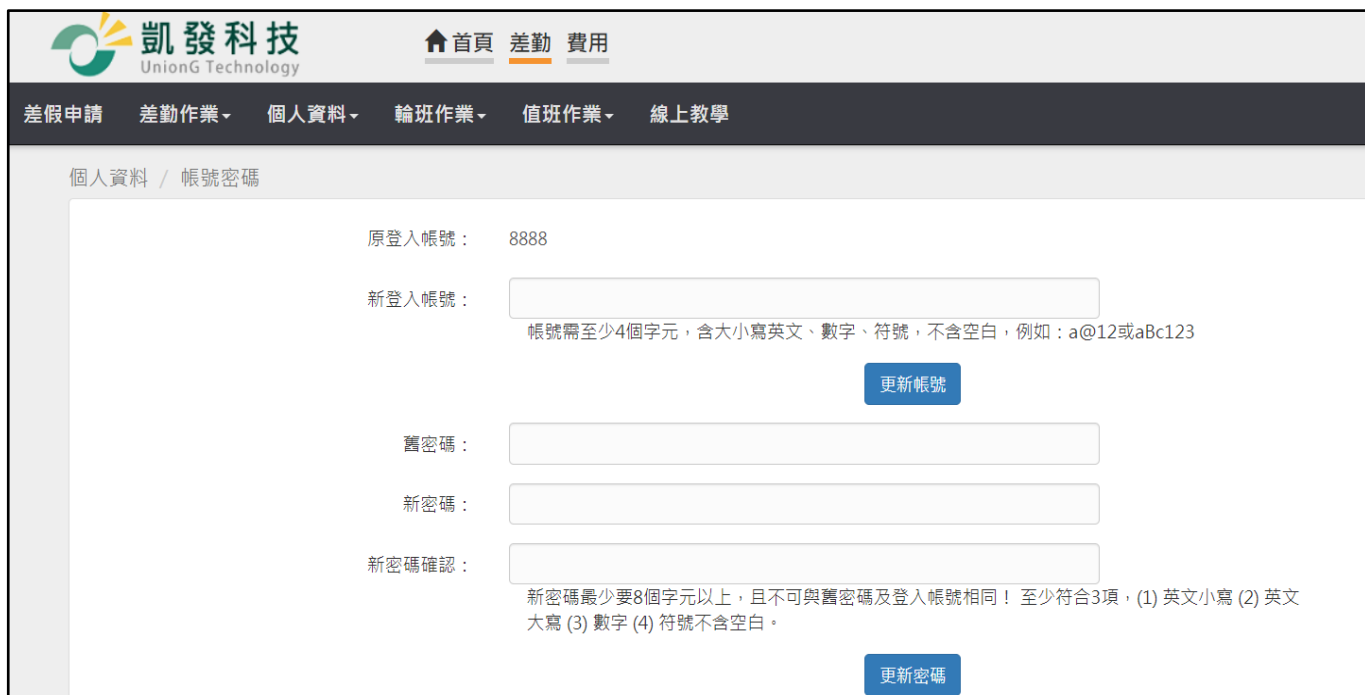 凱發科技
UnionG Technology
首頁 差勤 費用
差假申請 差勤作業 個人資料 輪班作業 值班作業 線上教學
個人資料 / 帳號密碼
原登入帳號： 8888
新登入帳號：
帳號需至少4個字元，含大小寫英文、數字、符號，不含空白，例如：a@12或aBc123
更新帳號
舊密碼：
新密碼：
新密碼確認：
新密碼最少要8個字元以上，且不可與舊密碼及登入帳號相同！ 至少符合3項，(1) 英文小寫 (2) 英文
大寫 (3) 數字 (4) 符號不含空白。
更新密碼